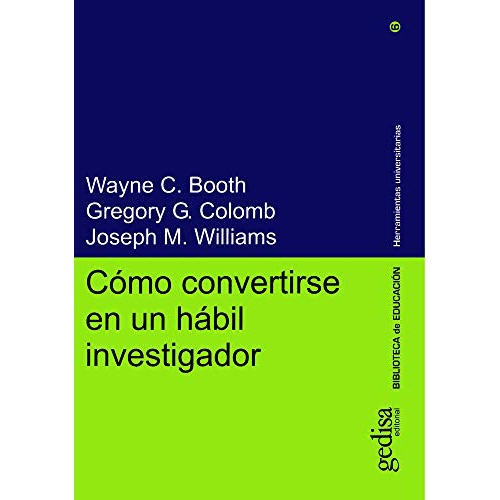 Wayne C. Booth
Gregory G. Colomb
Joseph M. Williams
Cómo convertirse
en un hábil
investigador
gedisa
editorial
BIBLIOTECA de EDUCACIÓN
Herramientas universitarias
6